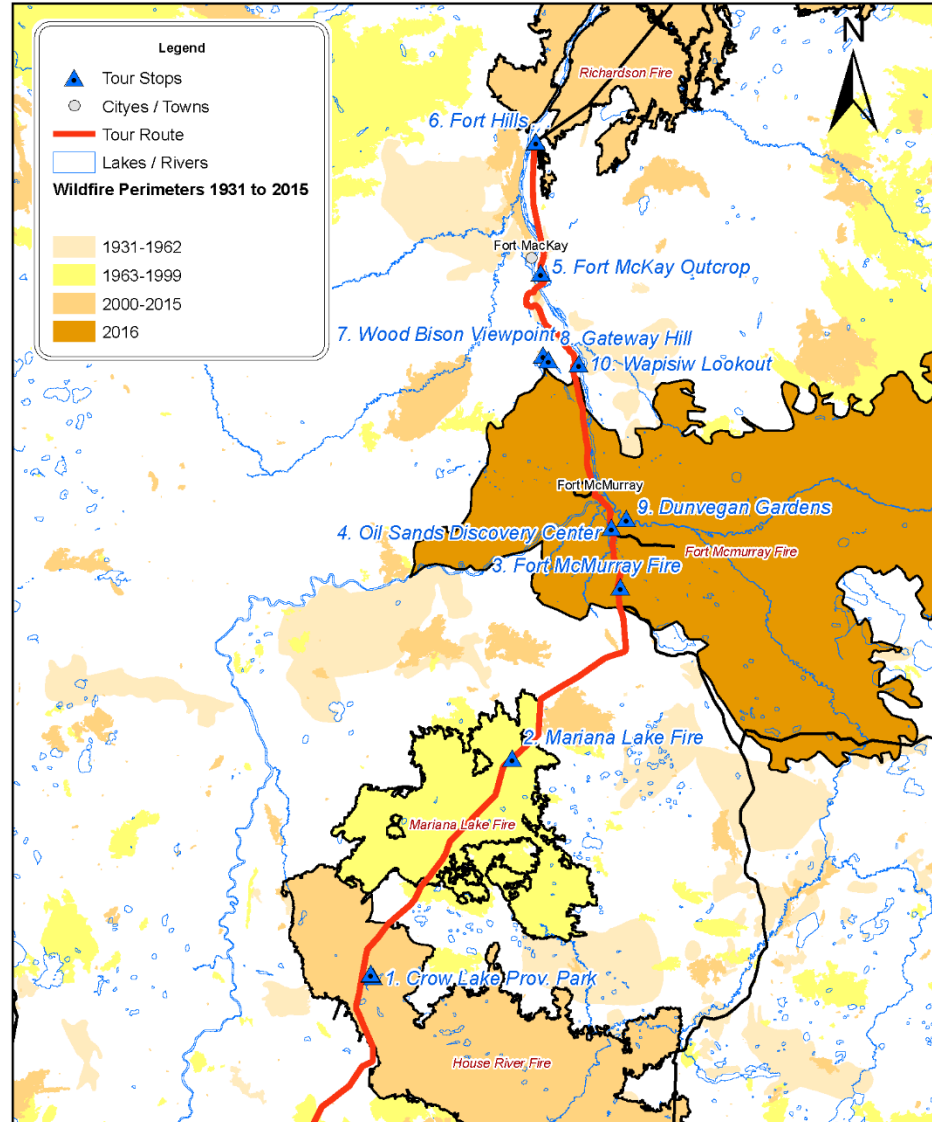 Legend
Tour Stops
Cityes / Towns
Tour Route
Lakes / Rivers
Wildfire Perimeters 1931 to 2015
1931-1962
1963-1999
2000-2015
2016
N
Richardson Fire
6. Fort Hills
Fort MacKay
5. Fort McKay Outcrop
7. Wood Bison Viewpoint
8. Gateway Hill
10. Wapisiw Lookout
Fort McMurray
9. Dunvegan Gardens
4. Oil Sands Discovery Center
Fort Mcmurray Fire
3. Fort McMurray Fire
2. Mariana Lake Fire
Mariana Lake Fire
1. Crow Lake Prov. Park
House River Fire